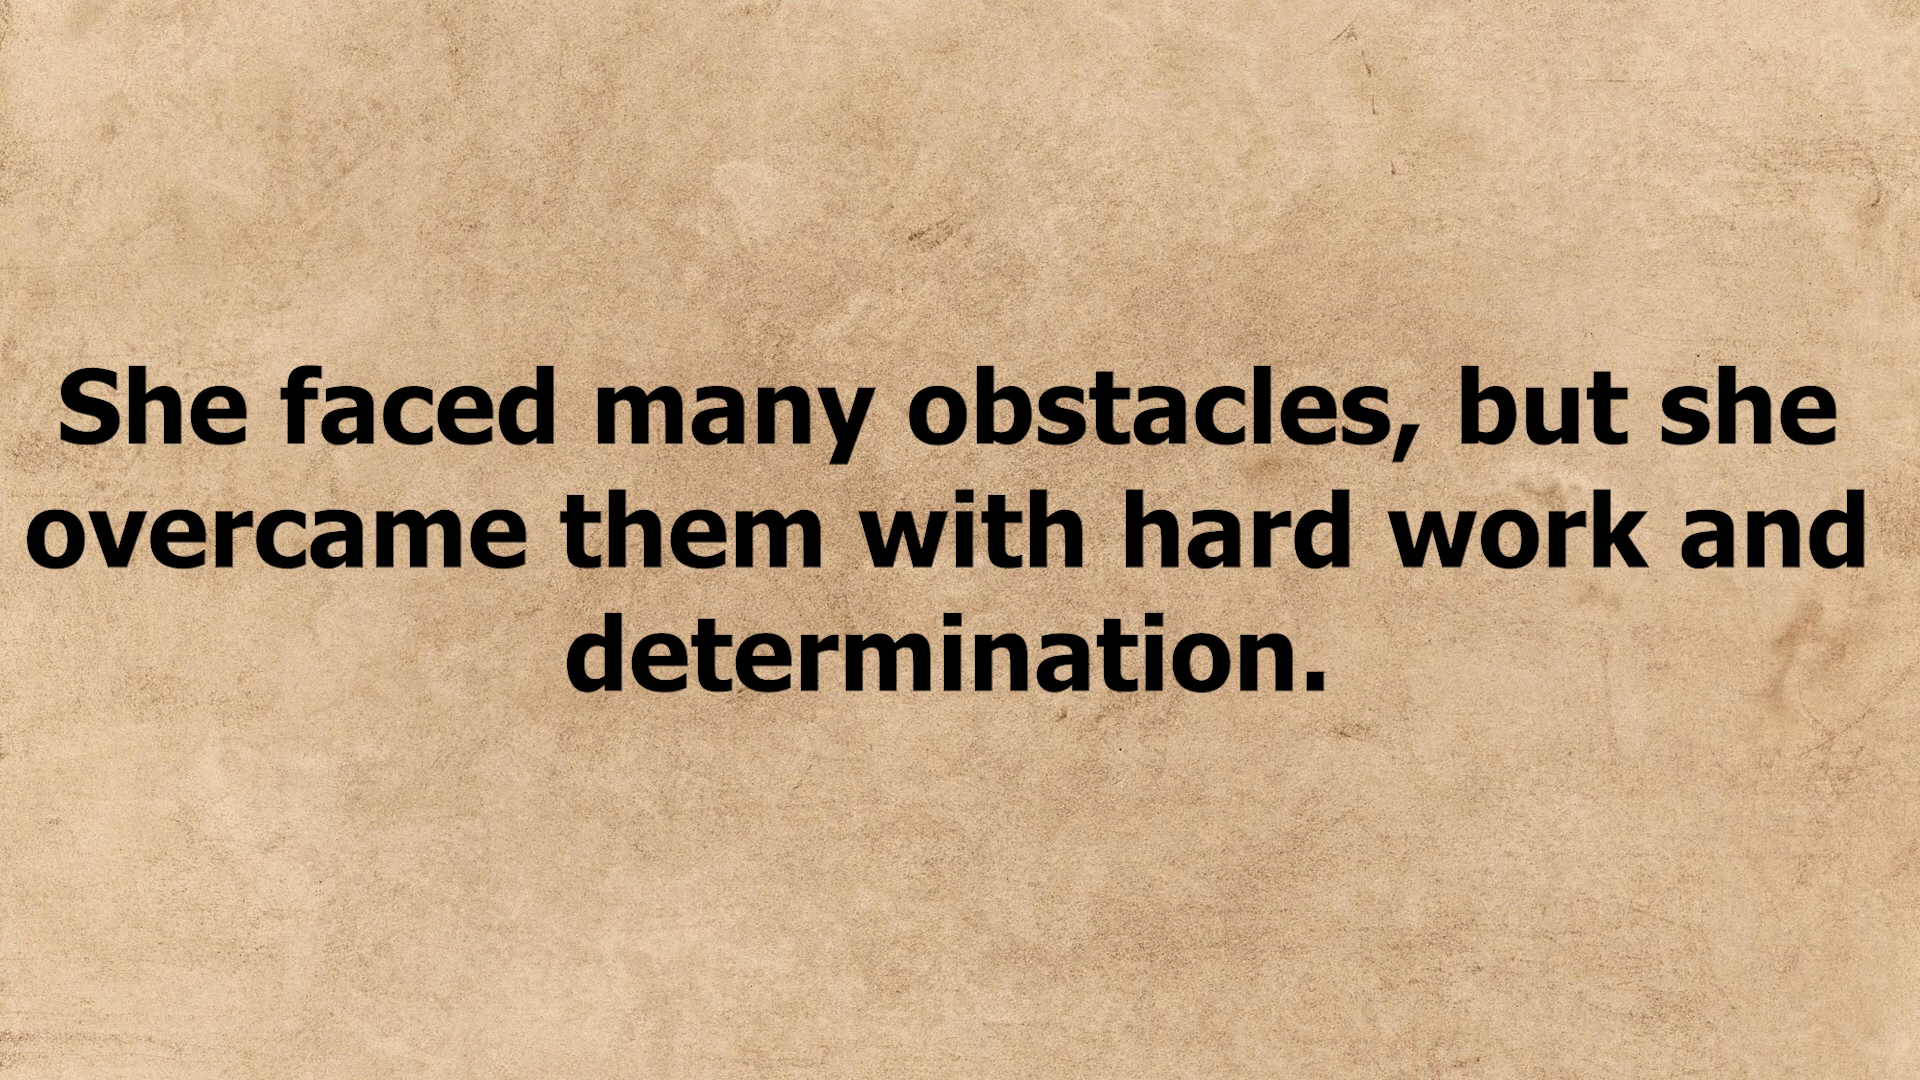 She faced many obstacles, but she
overcame them with hard work and
determination.